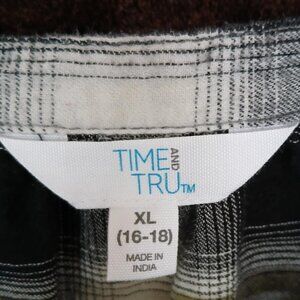 TIME AND
TRU™
XL
(16-18)
MADE IN
INDIA